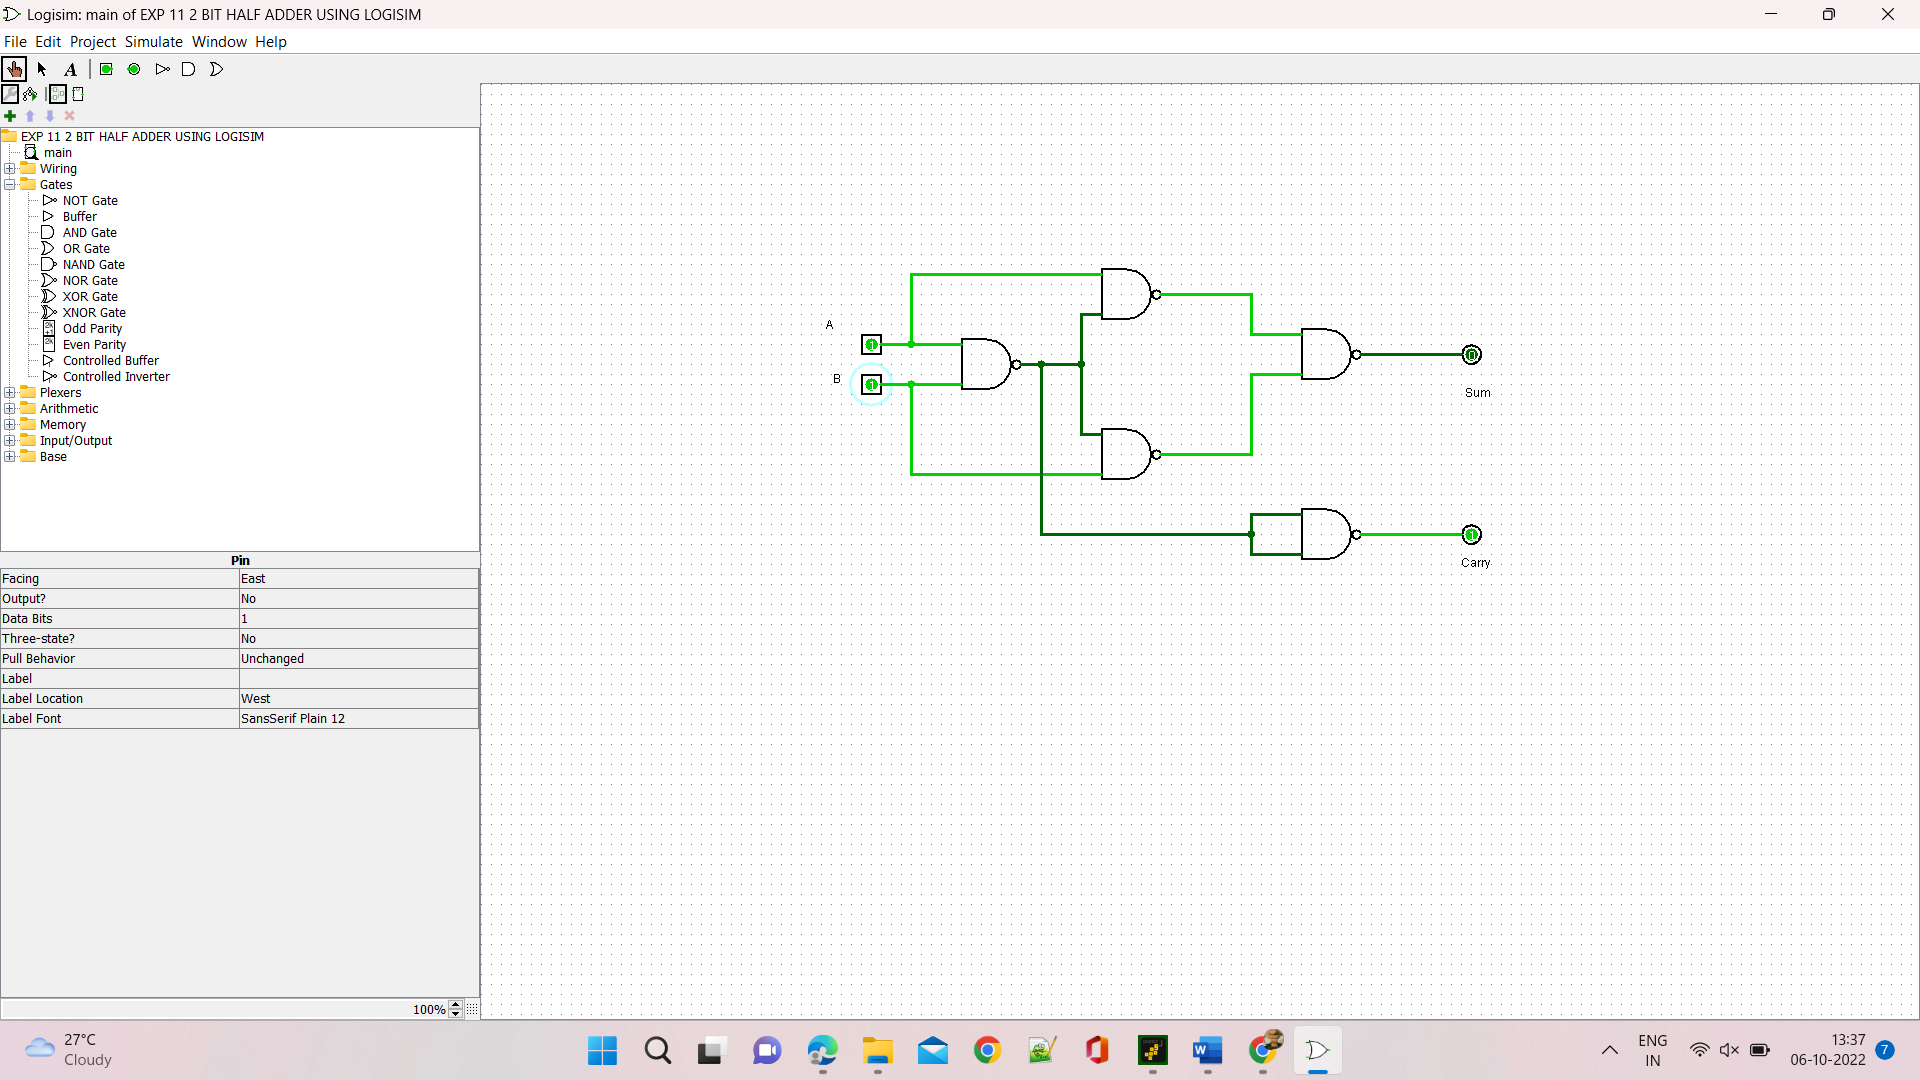 Logisim: main of EXP 11 2 BIT HALF ADDER USING LOGISIM
File Edit Project Simulate Window Help
A
EXP 11 2 BIT HALF ADDER USING LOGISIM
main
Wiring
Gates
NOT Gate
Buffer
AND Gate
OR Gate
NAND Gate
NOR Gate
XOR Gate
XNOR Gate
Odd Parity
Even Parity
Controlled Buffer
Controlled Inverter
Plexers
Arithmetic
Memory
Input/Output
Base
Pin
Facing East
Output? No
Data Bits 1
Three-state? No
Pull Behavior Unchanged
Label
Label Location West
Label Font SansSerif Plain 12
100%
A
1
B
1
0
Sum
1
Carry
27°C
Cloudy
ENG
IN
13:37
06-10-2022
7